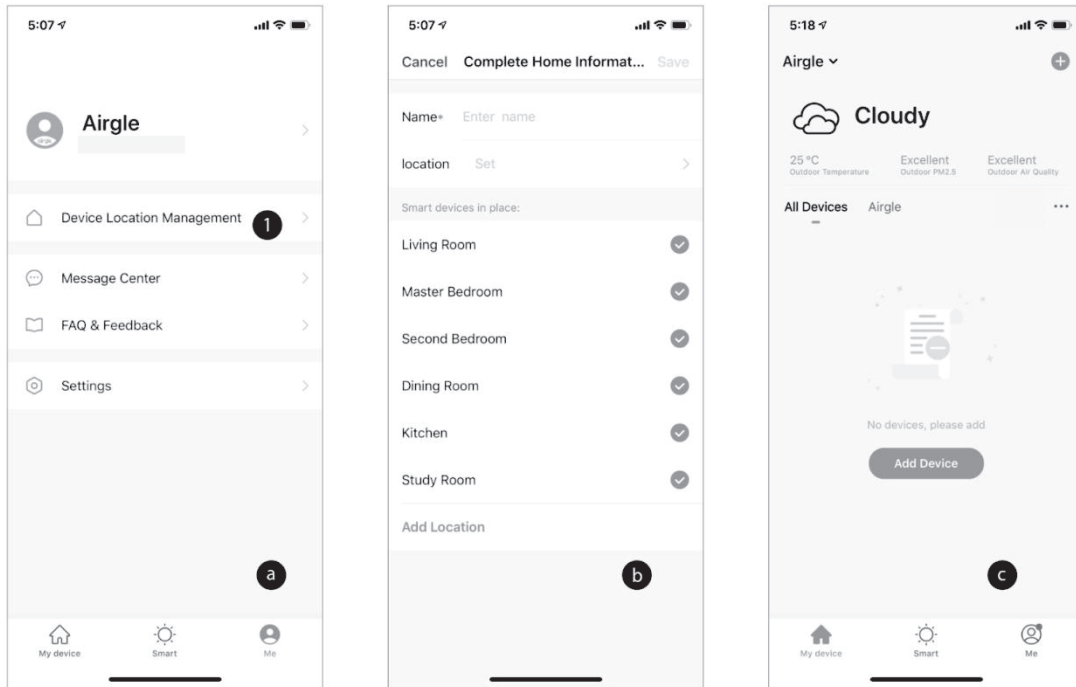 5:07
Airgle
Device Location Management
1
Message Center
FAQ & Feedback
Settings
a
My device
Smart
Me
5:07
Cancel
Complete Home Informat...
Save
Name*
Enter name
location
Set
Smart devices in place:
Living Room
Master Bedroom
Second Bedroom
Dining Room
Kitchen
Study Room
Add Location
b
5:18
Airgle
Cloudy
25 °C
Outdoor Temperature
Excellent
Outdoor PM2.5
Excellent
Outdoor Air Quality
All Devices
Airgle
No devices, please add
Add Device
c
My device
Smart
Me